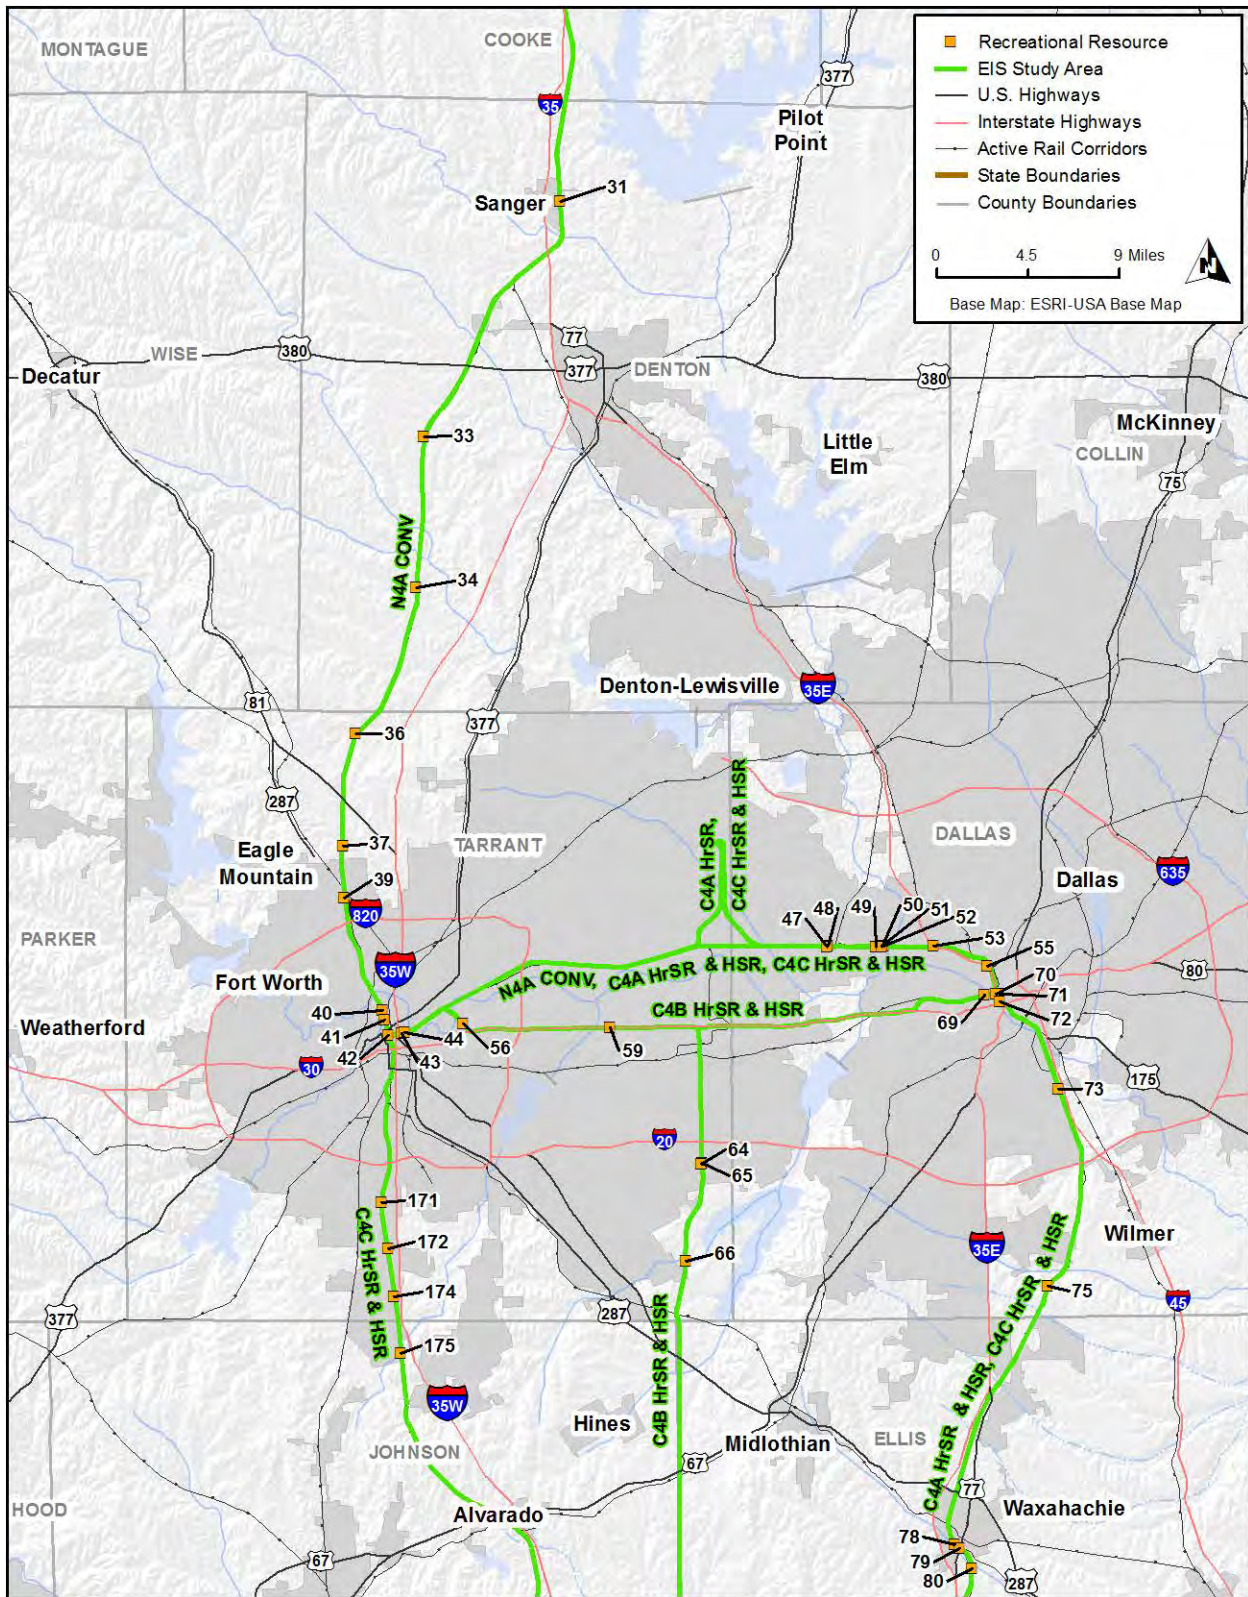 MONTAGUE
COOKE
377
35
Pilot
Point
31
Sanger
Recreational Resource
EIS Study Area
U.S. Highways
Interstate Highways
Active Rail Corridors
State Boundaries
County Boundaries
0 4.5 9 Miles
N
Base Map: ESRI-USA Base Map
77
WISE
380
377
DENTON
380
Decatur
McKinney
33
Little
Elm
COLLIN
75
N4A CONV
34
Denton-Lewisville
35E
81
377
36
287
TARRANT
DALLAS
37
Eagle
Mountain
C4A HrSR,
C4C HrSR & HSR
Dallas
635
39
820
47
48
49
50
51
52
53
PARKER
35W
55
Fort Worth
N4A CONV, C4A HrSR & HSR, C4C HrSR & HSR
80
70
71
72
69
C4B HrSR & HSR
Weatherford
40
41
42
43
44
56
59
30
175
73
20
64
65
171
172
174
175
C4C HrSR & HSR
66
Wilmer
35E
75
45
377
287
C4B HrSR & HSR
C4A HrSR & HSR, C4C HrSR & HSR
35W
Hines
Midlothian
ELLIS
JOHNSON
67
77
Waxahachie
HOOD
Alvarado
78
79
80
67
287